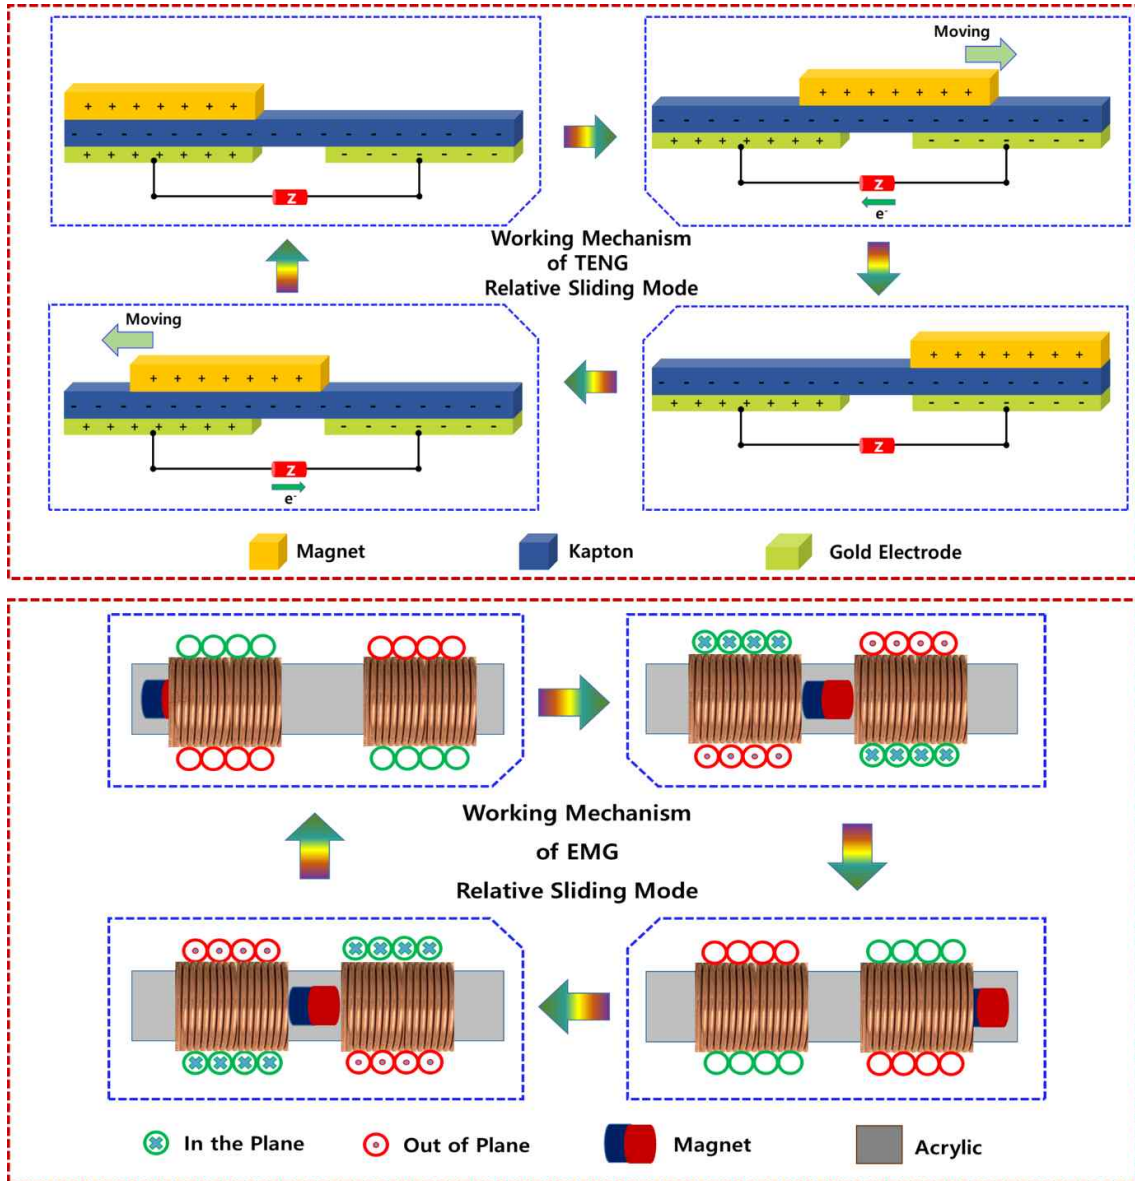 Moving
Z
Z
e-
Working Mechanism
of TENG
Relative Sliding Mode
Moving
Z
e-
Z
Magnet
Kapton
Gold Electrode
Working Mechanism
of EMG
Relative Sliding Mode
In the Plane
Out of Plane
Magnet
Acrylic